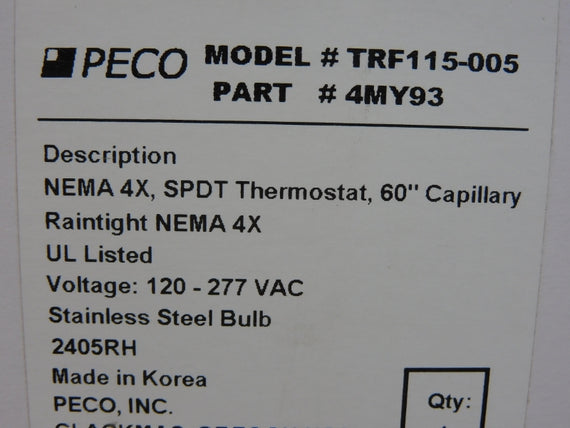 PECO MODEL # TRF115-005
PART # 4MY93
Description
NEMA 4X, SPDT Thermostat, 60" Capillary
Raintight NEMA 4X
UL Listed
Voltage: 120 - 277 VAC
Stainless Steel Bulb
2405RH
Made in Korea
PECO, INC.
Qty: